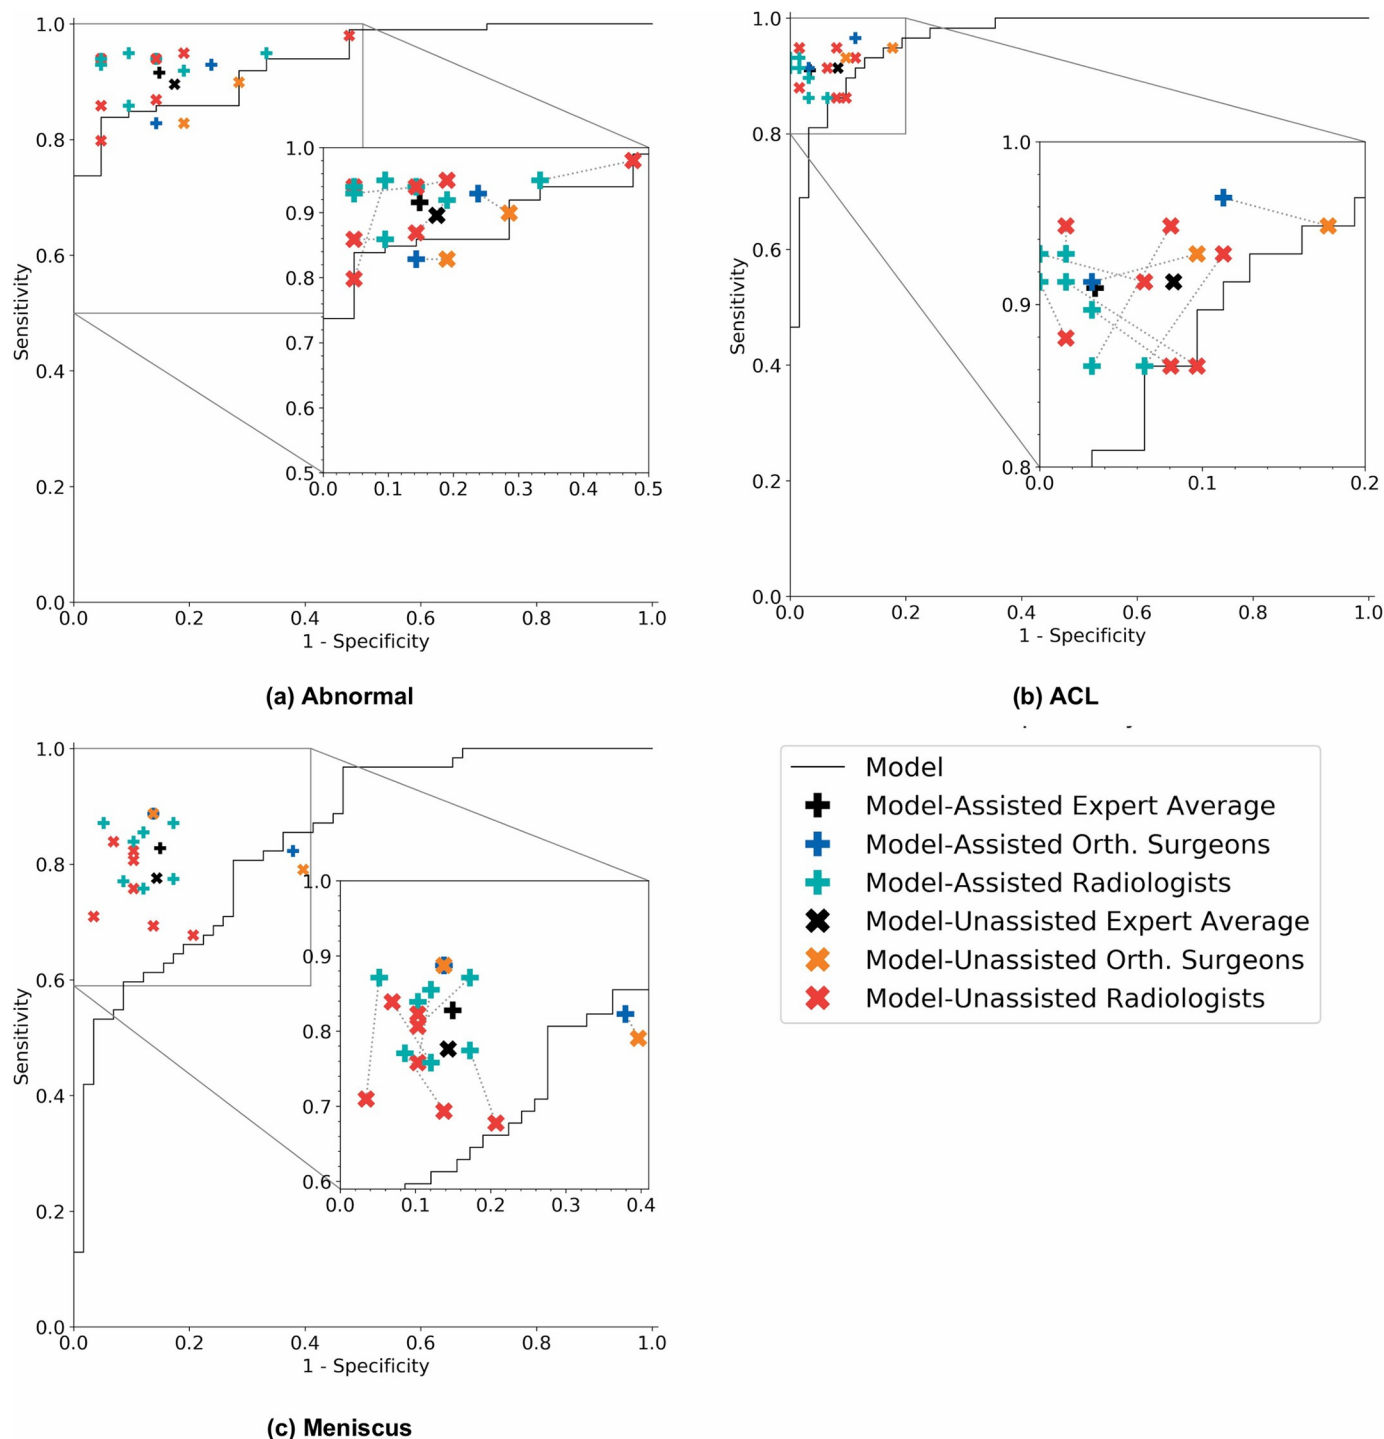 1.0
0.8
0.6
0.4
0.2
0.0
Sensitivity
0.0 0.2 0.4 0.6 0.8 1.0
1 - Specificity
1.0
0.9
0.8
0.7
0.6
0.5
0.0 0.1 0.2 0.3 0.4 0.5
(a) Abnormal
1.0
0.8
0.6
0.4
0.2
0.0
Sensitivity
0.0 0.2 0.4 0.6 0.8 1.0
1 - Specificity
1.0
0.9
0.8
0.0 0.1 0.2
(b) ACL
1.0
0.8
0.6
0.4
0.2
0.0
Sensitivity
0.0 0.2 0.4 0.6 0.8 1.0
1 - Specificity
1.0
0.9
0.8
0.7
0.6
0.0 0.1 0.2 0.3 0.4
(c) Meniscus
Model
Model-Assisted Expert Average
Model-Assisted Orth. Surgeons
Model-Assisted Radiologists
Model-Unassisted Expert Average
Model-Unassisted Orth. Surgeons
Model-Unassisted Radiologists